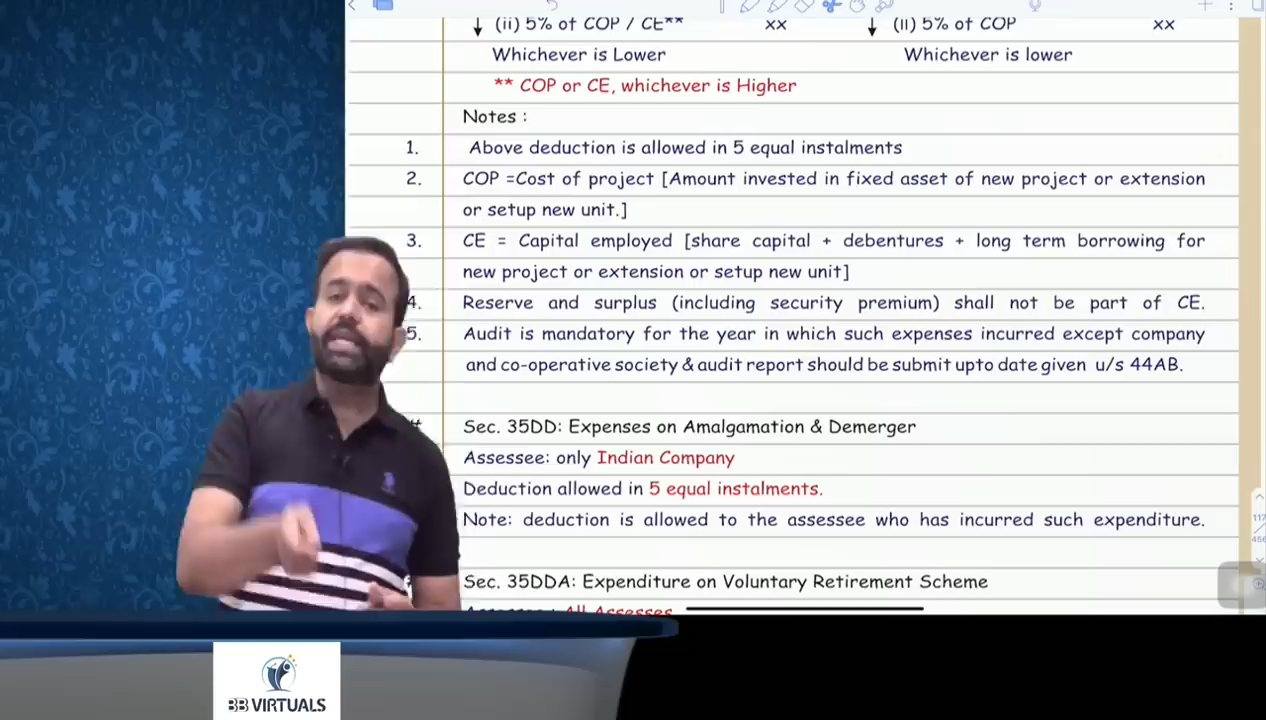 (ii) 5% of COP / CE** xx (ii) 5% of COP xx
Whichever is Lower Whichever is lower
** COP or CE, whichever is Higher
Notes :
1. Above deduction is allowed in 5 equal instalments
2. COP =Cost of project [Amount invested in fixed asset of new project or extension
or setup new unit.]
3. CE = Capital employed [share capital + debentures + long term borrowing for
new project or extension or setup new unit]
4. Reserve and surplus (including security premium) shall not be part of CE.
5. Audit is mandatory for the year in which such expenses incurred except company
and co-operative society & audit report should be submit upto date given u/s 44AB.
Sec. 35DD: Expenses on Amalgamation & Demerger
Assessee: only Indian Company
Deduction allowed in 5 equal instalments.
Note: deduction is allowed to the assessee who has incurred such expenditure.
117
456
Sec. 35DDA: Expenditure on Voluntary Retirement Scheme
Assessee : All Assesses
BB VIRTUALS